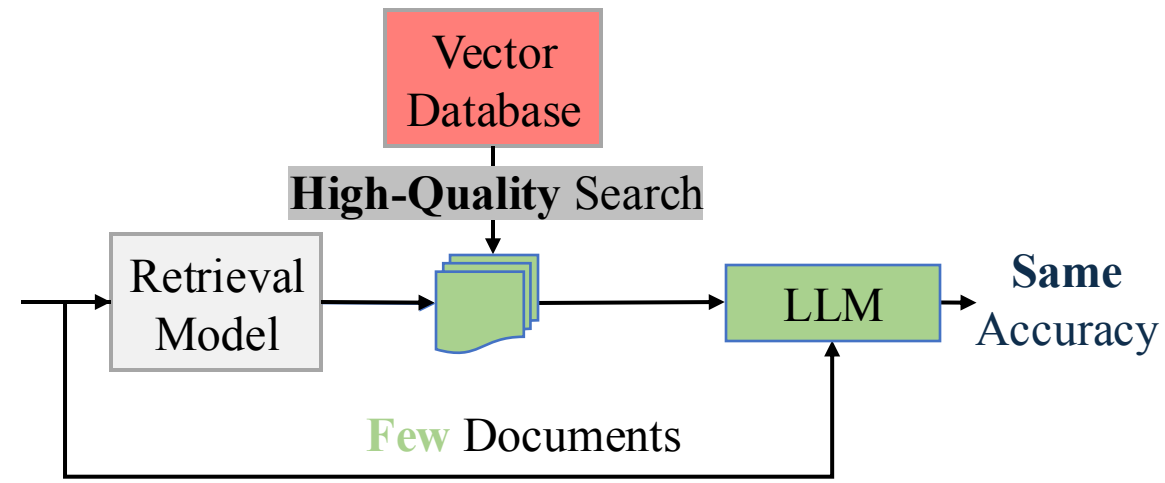 Vector
Database
High-Quality Search
Retrieval
Model
LLM
Same
Accuracy
Few Documents